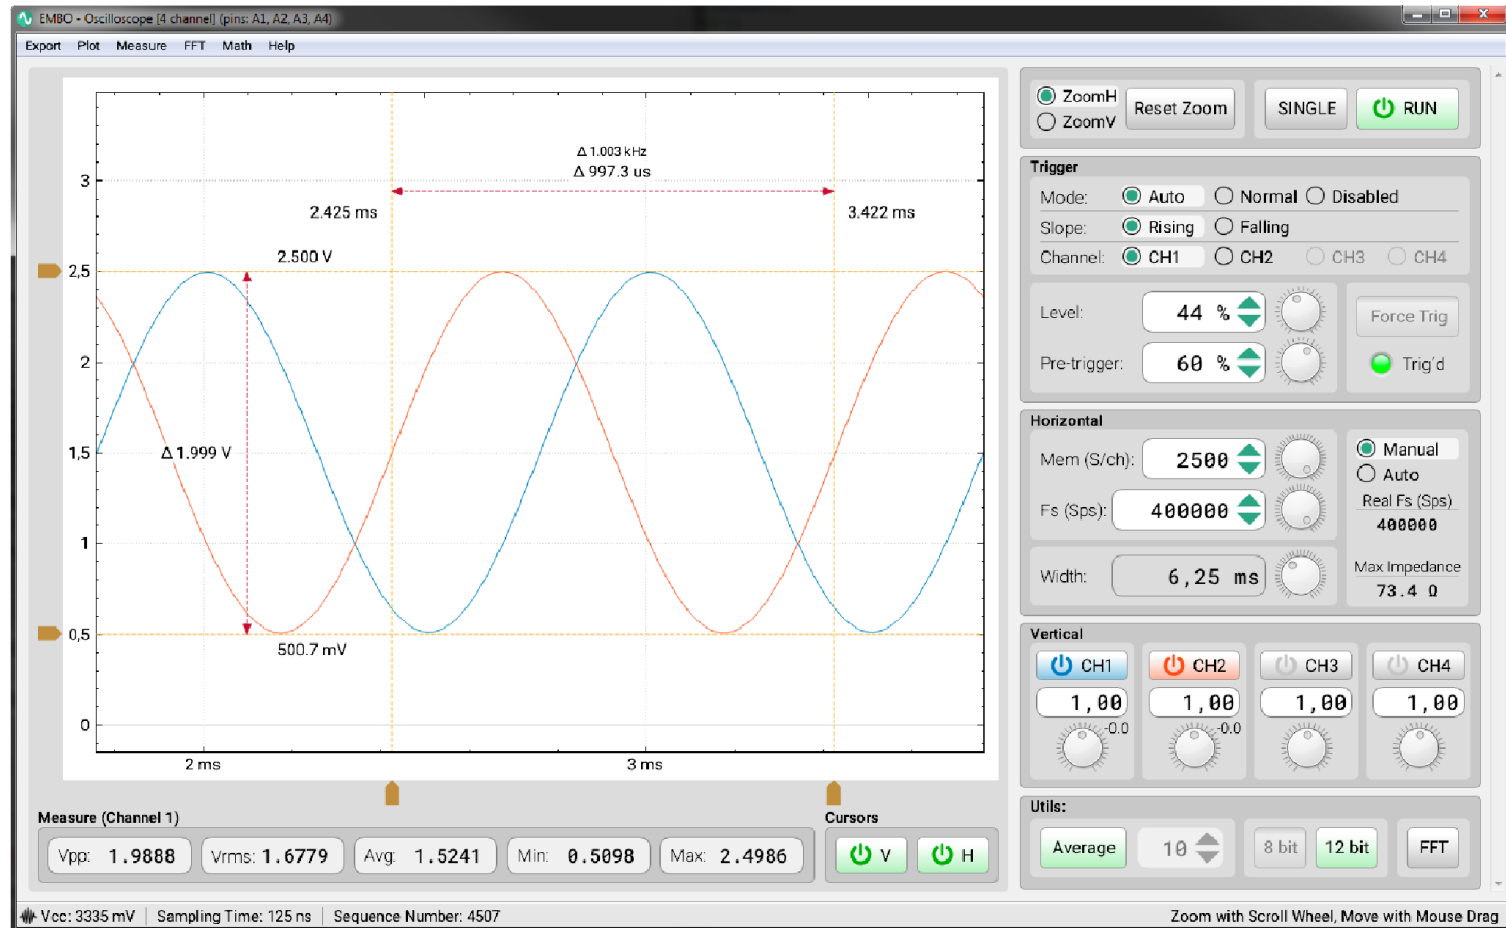 EMBO - Oscilloscope [4 channel] (pins: A1, A2, A3, A4)
Export Plot Measure FFT Math Help
Δ 1.003 kHz
Δ 997.3 us
2.425 ms
3.422 ms
2.500 V
Δ 1.999 V
500.7 mV
3
2,5
2
1,5
1
0,5
0
2 ms
3 ms
Measure (Channel 1)
Vpp: 1.9888
Vrms: 1.6779
Avg: 1.5241
Min: 0.5098
Max: 2.4986
Cursors
V
H
ZoomH
ZoomV
Reset Zoom
SINGLE
RUN
Trigger
Mode: Auto Normal Disabled
Slope: Rising Falling
Channel: CH1 CH2 CH3 CH4
Level: 44 %
Pre-trigger: 60 %
Force Trig
Trig'd
Horizontal
Mem (S/ch): 2500
Fs (Sps): 400000
Width: 6,25 ms
Manual
Auto
Real Fs (Sps)
400000
Max Impedance
73.4 Ω
Vertical
CH1 CH2 CH3 CH4
1,00 1,00 1,00 1,00
-0.0 -0.0
Utils:
Average 10 8 bit 12 bit FFT
Vcc: 3335 mV Sampling Time: 125 ns Sequence Number: 4507
Zoom with Scroll Wheel, Move with Mouse Drag